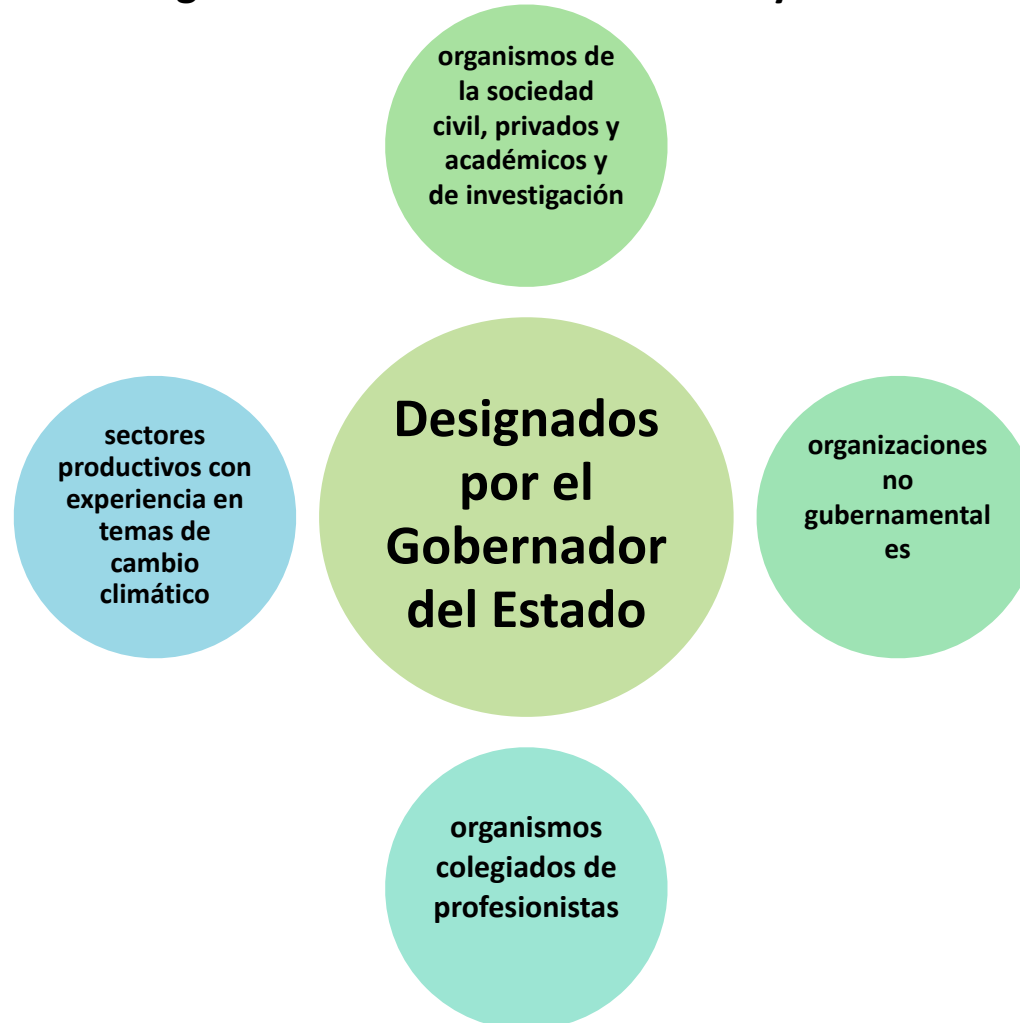 organismos de
la sociedad
civil, privados y
académicos y
de investigación
sectores
productivos con
experiencia en
temas de
cambio
climático
Designados
por el
Gobernador
del Estado
organizaciones
no
gubernamental
es
organismos
colegiados de
profesionistas